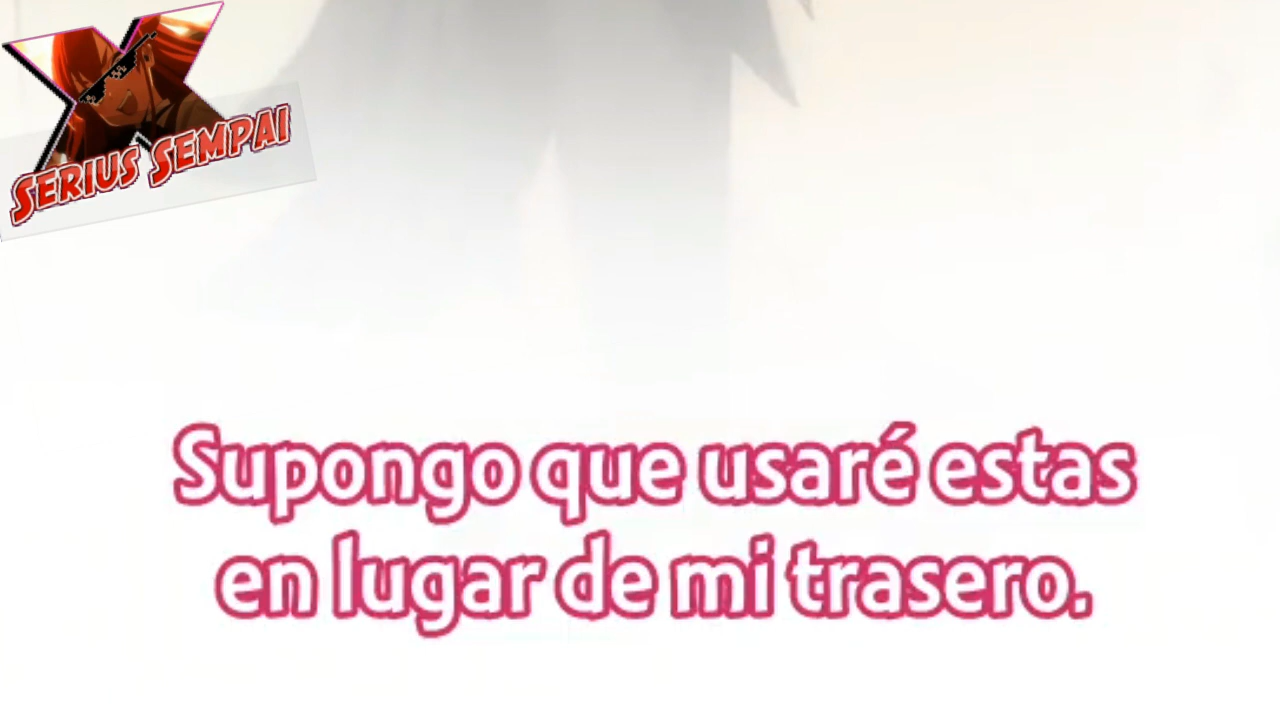 SERIUS SEMPAI
Supongo que usaré estas
en lugar de mi trasero.